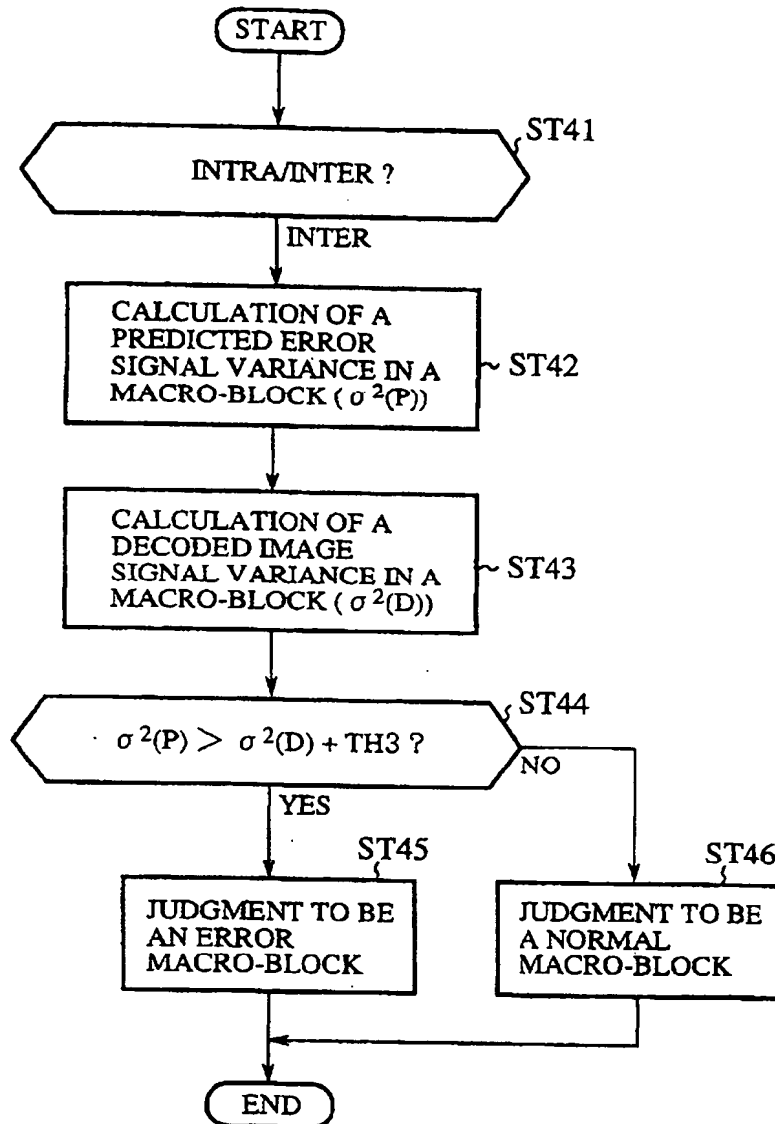 START
ST41
INTRA/INTER ?
INTER
CALCULATION OF A
PREDICTED ERROR
SIGNAL VARIANCE IN A
MACRO-BLOCK ( σ ²(P))
ST42
CALCULATION OF A
DECODED IMAGE
SIGNAL VARIANCE IN A
MACRO-BLOCK ( σ ²(D))
ST43
ST44
σ ²(P) > σ ²(D) + TH3 ?
NO
YES
ST45
JUDGMENT TO BE
AN ERROR
MACRO-BLOCK
ST46
JUDGMENT TO BE
A NORMAL
MACRO-BLOCK
END